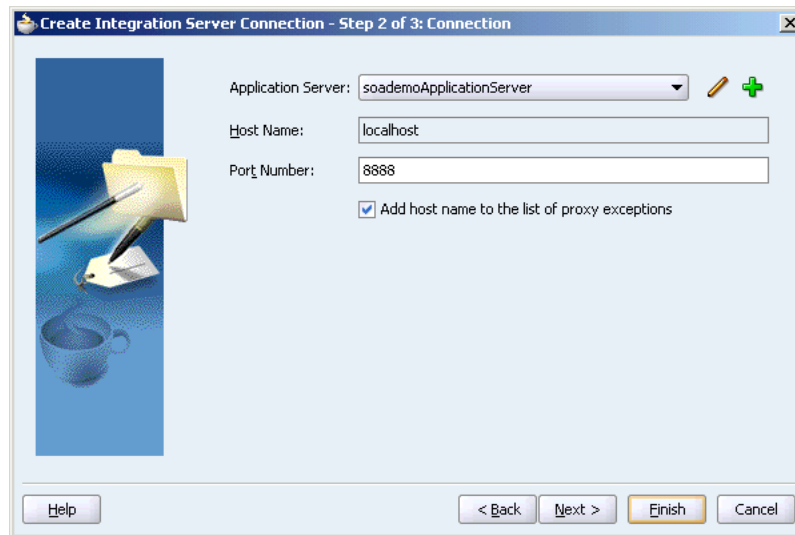 Create Integration Server Connection - Step 2 of 3: Connection
Application Server: soademoApplicationServer
Host Name: localhost
Port Number: 8888
Add host name to the list of proxy exceptions
Help < Back Next > Finish Cancel